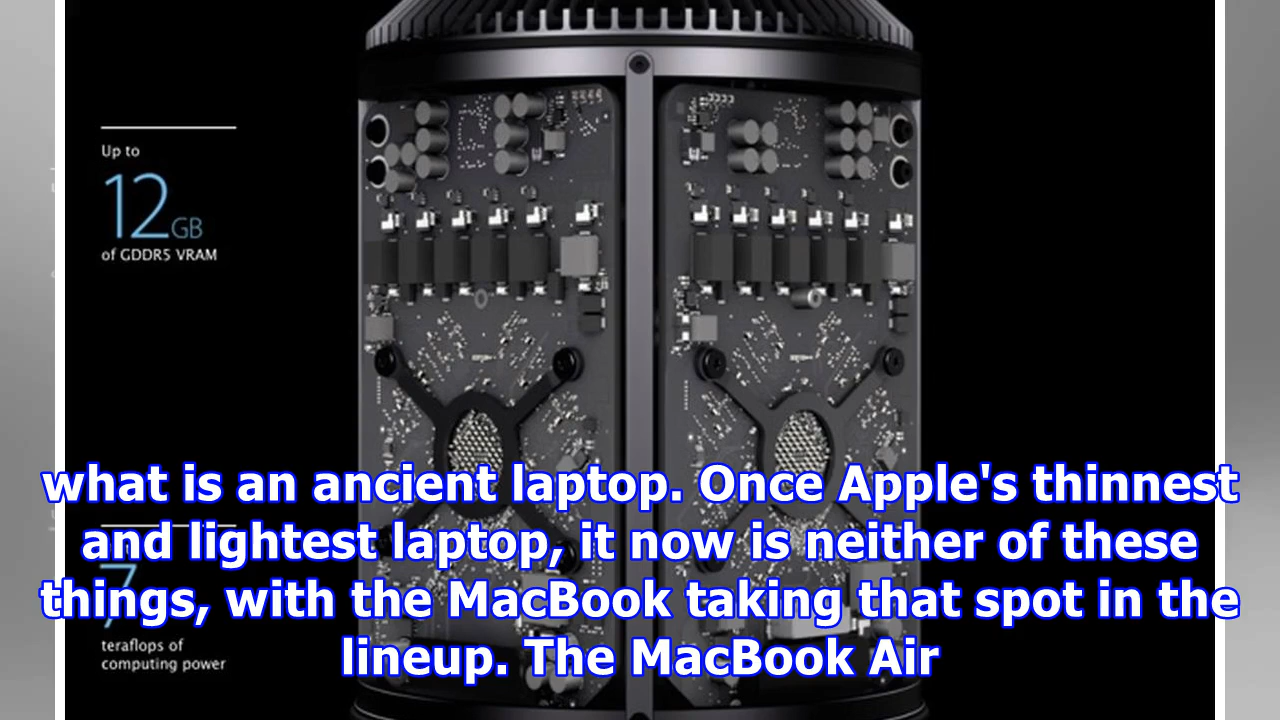 Up to
12GB
of GDDR5 VRAM
what is an ancient laptop. Once Apple's thinnest
and lightest laptop, it now is neither of these
things, with the MacBook taking that spot in the
lineup. The MacBook Air
7
teraflops of
computing power